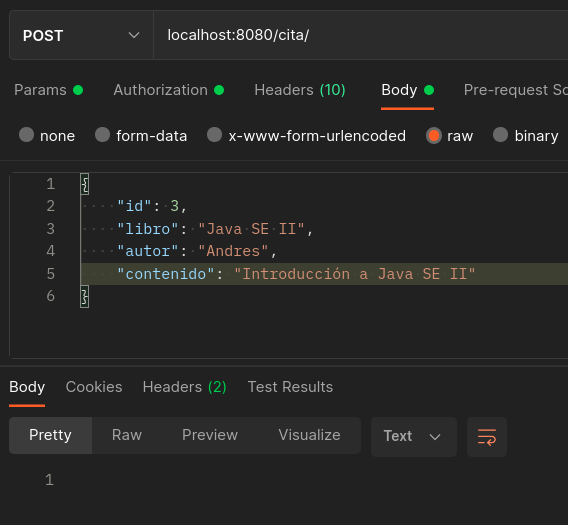 POST localhost:8080/cita/
Params Authorization Headers (10) Body Pre-request Sc
none form-data x-www-form-urlencoded raw binary
1 {
2 "id": 3,
3 "libro": "Java SE II",
4 "autor": "Andres",
5 "contenido": "Introducción a Java SE II"
6 }
Body Cookies Headers (2) Test Results
Pretty Raw Preview Visualize Text
1